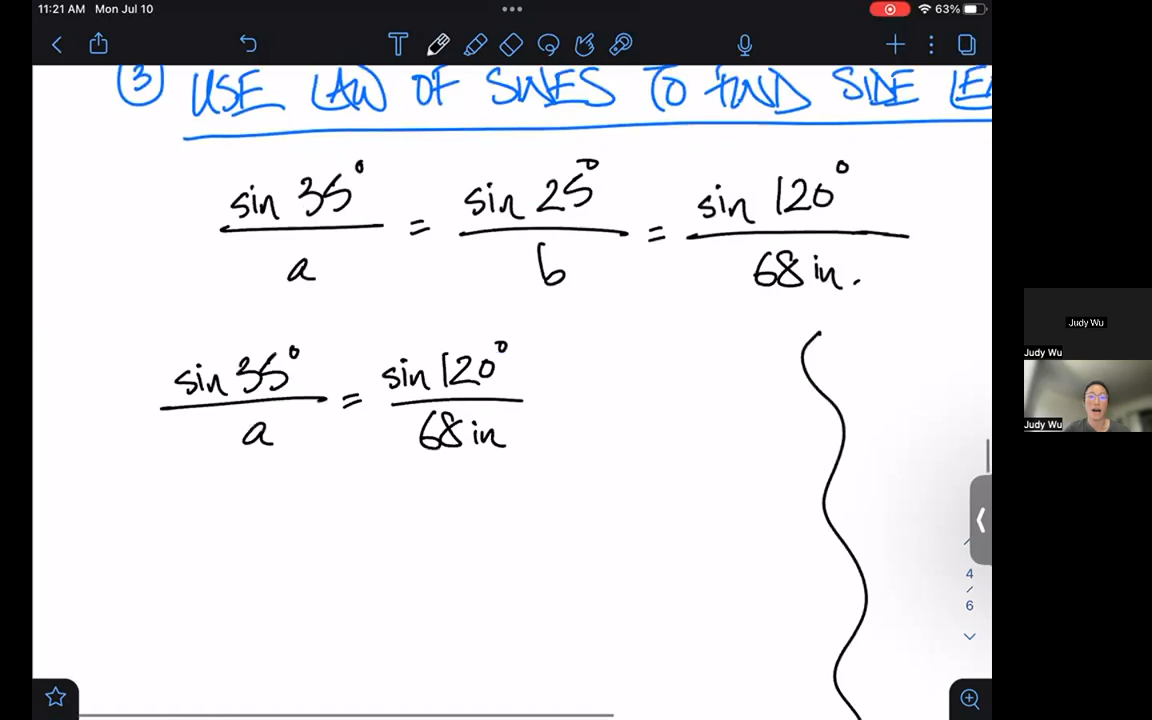 11:21 AM Mon Jul 10
63%
T
③ USE LAW OF SINES TO FIND SIDE
sin 35° / a = sin 25° / b = sin 120° / 68 in.
sin 35° / a = sin 120° / 68 in
Judy Wu
Judy Wu
Judy Wu
4
/
6